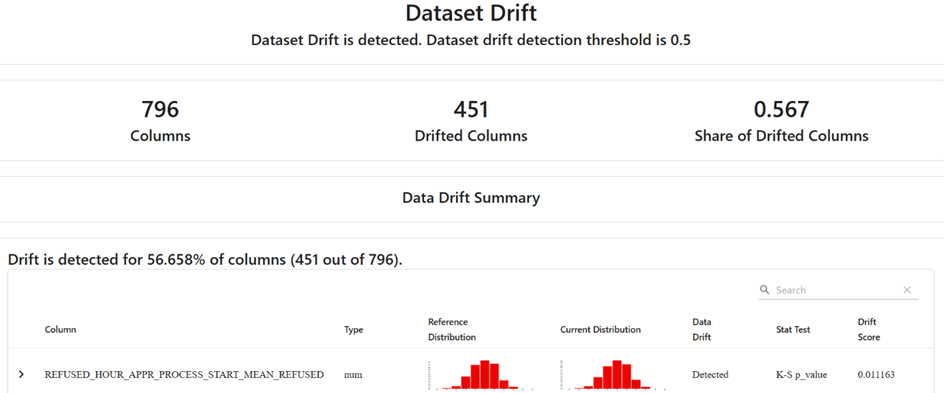 Dataset Drift
Dataset Drift is detected. Dataset drift detection threshold is 0.5
796
Columns
451
Drifted Columns
0.567
Share of Drifted Columns
Data Drift Summary
Drift is detected for 56.658% of columns (451 out of 796).
Search
Column
Type
Reference
Distribution
Current Distribution
Data
Drift
Stat Test
Drift
Score
REFUSED_HOUR_APPR_PROCESS_START_MEAN_REFUSED
num
Detected
K-S p_value
0.011163